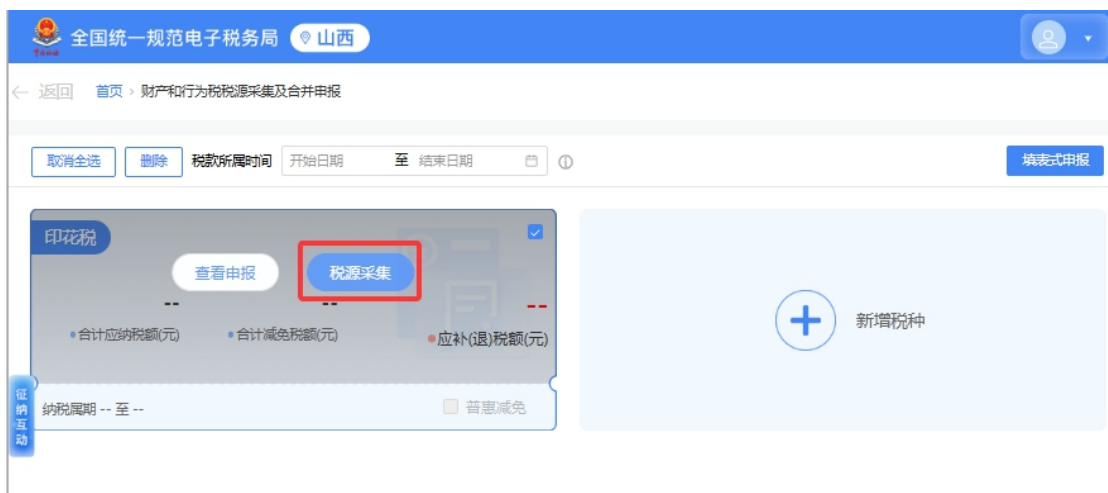 全国统一规范电子税务局 山西
返回 首页 › 财产和行为税税源采集及合并申报
取消全选 删除 税款所属时间 开始日期 至 结束日期 填表式申报
印花税
查看申报 税源采集
-- -- --
合计应纳税额(元) 合计减免税额(元) 应补(退)税额(元)
纳税属期 -- 至 -- 普惠减免
新增税种
征纳互动